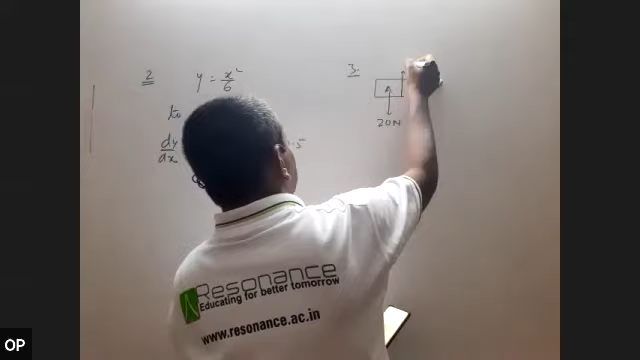 2
y = x²/6
dy/dx
3.
A
20N
Resonance
Educating for better tomorrow
www.resonance.ac.in
OP